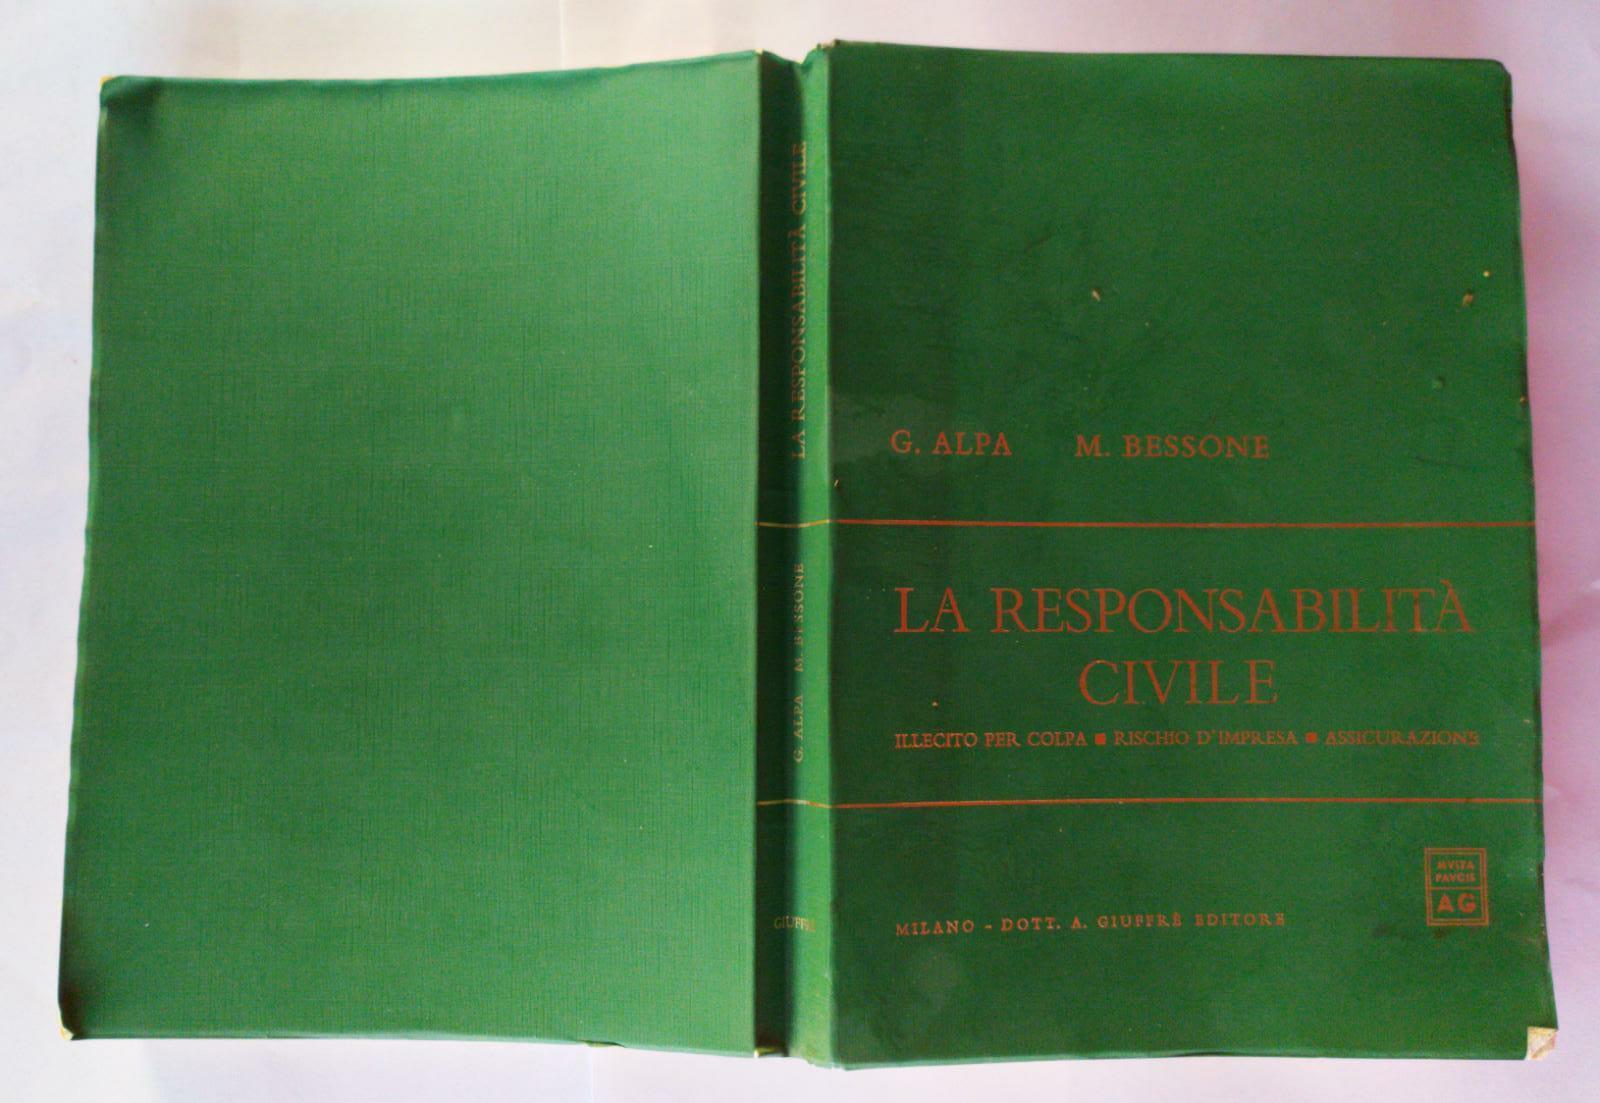 LA RESPONSABILITÀ CIVILE
G. ALPA M. BESSONE
GIUFFRÈ
G. ALPA M. BESSONE
LA RESPONSABILITÀ
CIVILE
ILLECITO PER COLPA ■ RISCHIO D'IMPRESA ■ ASSICURAZIONE
MILANO - DOTT. A. GIUFFRÈ EDITORE
MVLTA
PAVCIS
AG